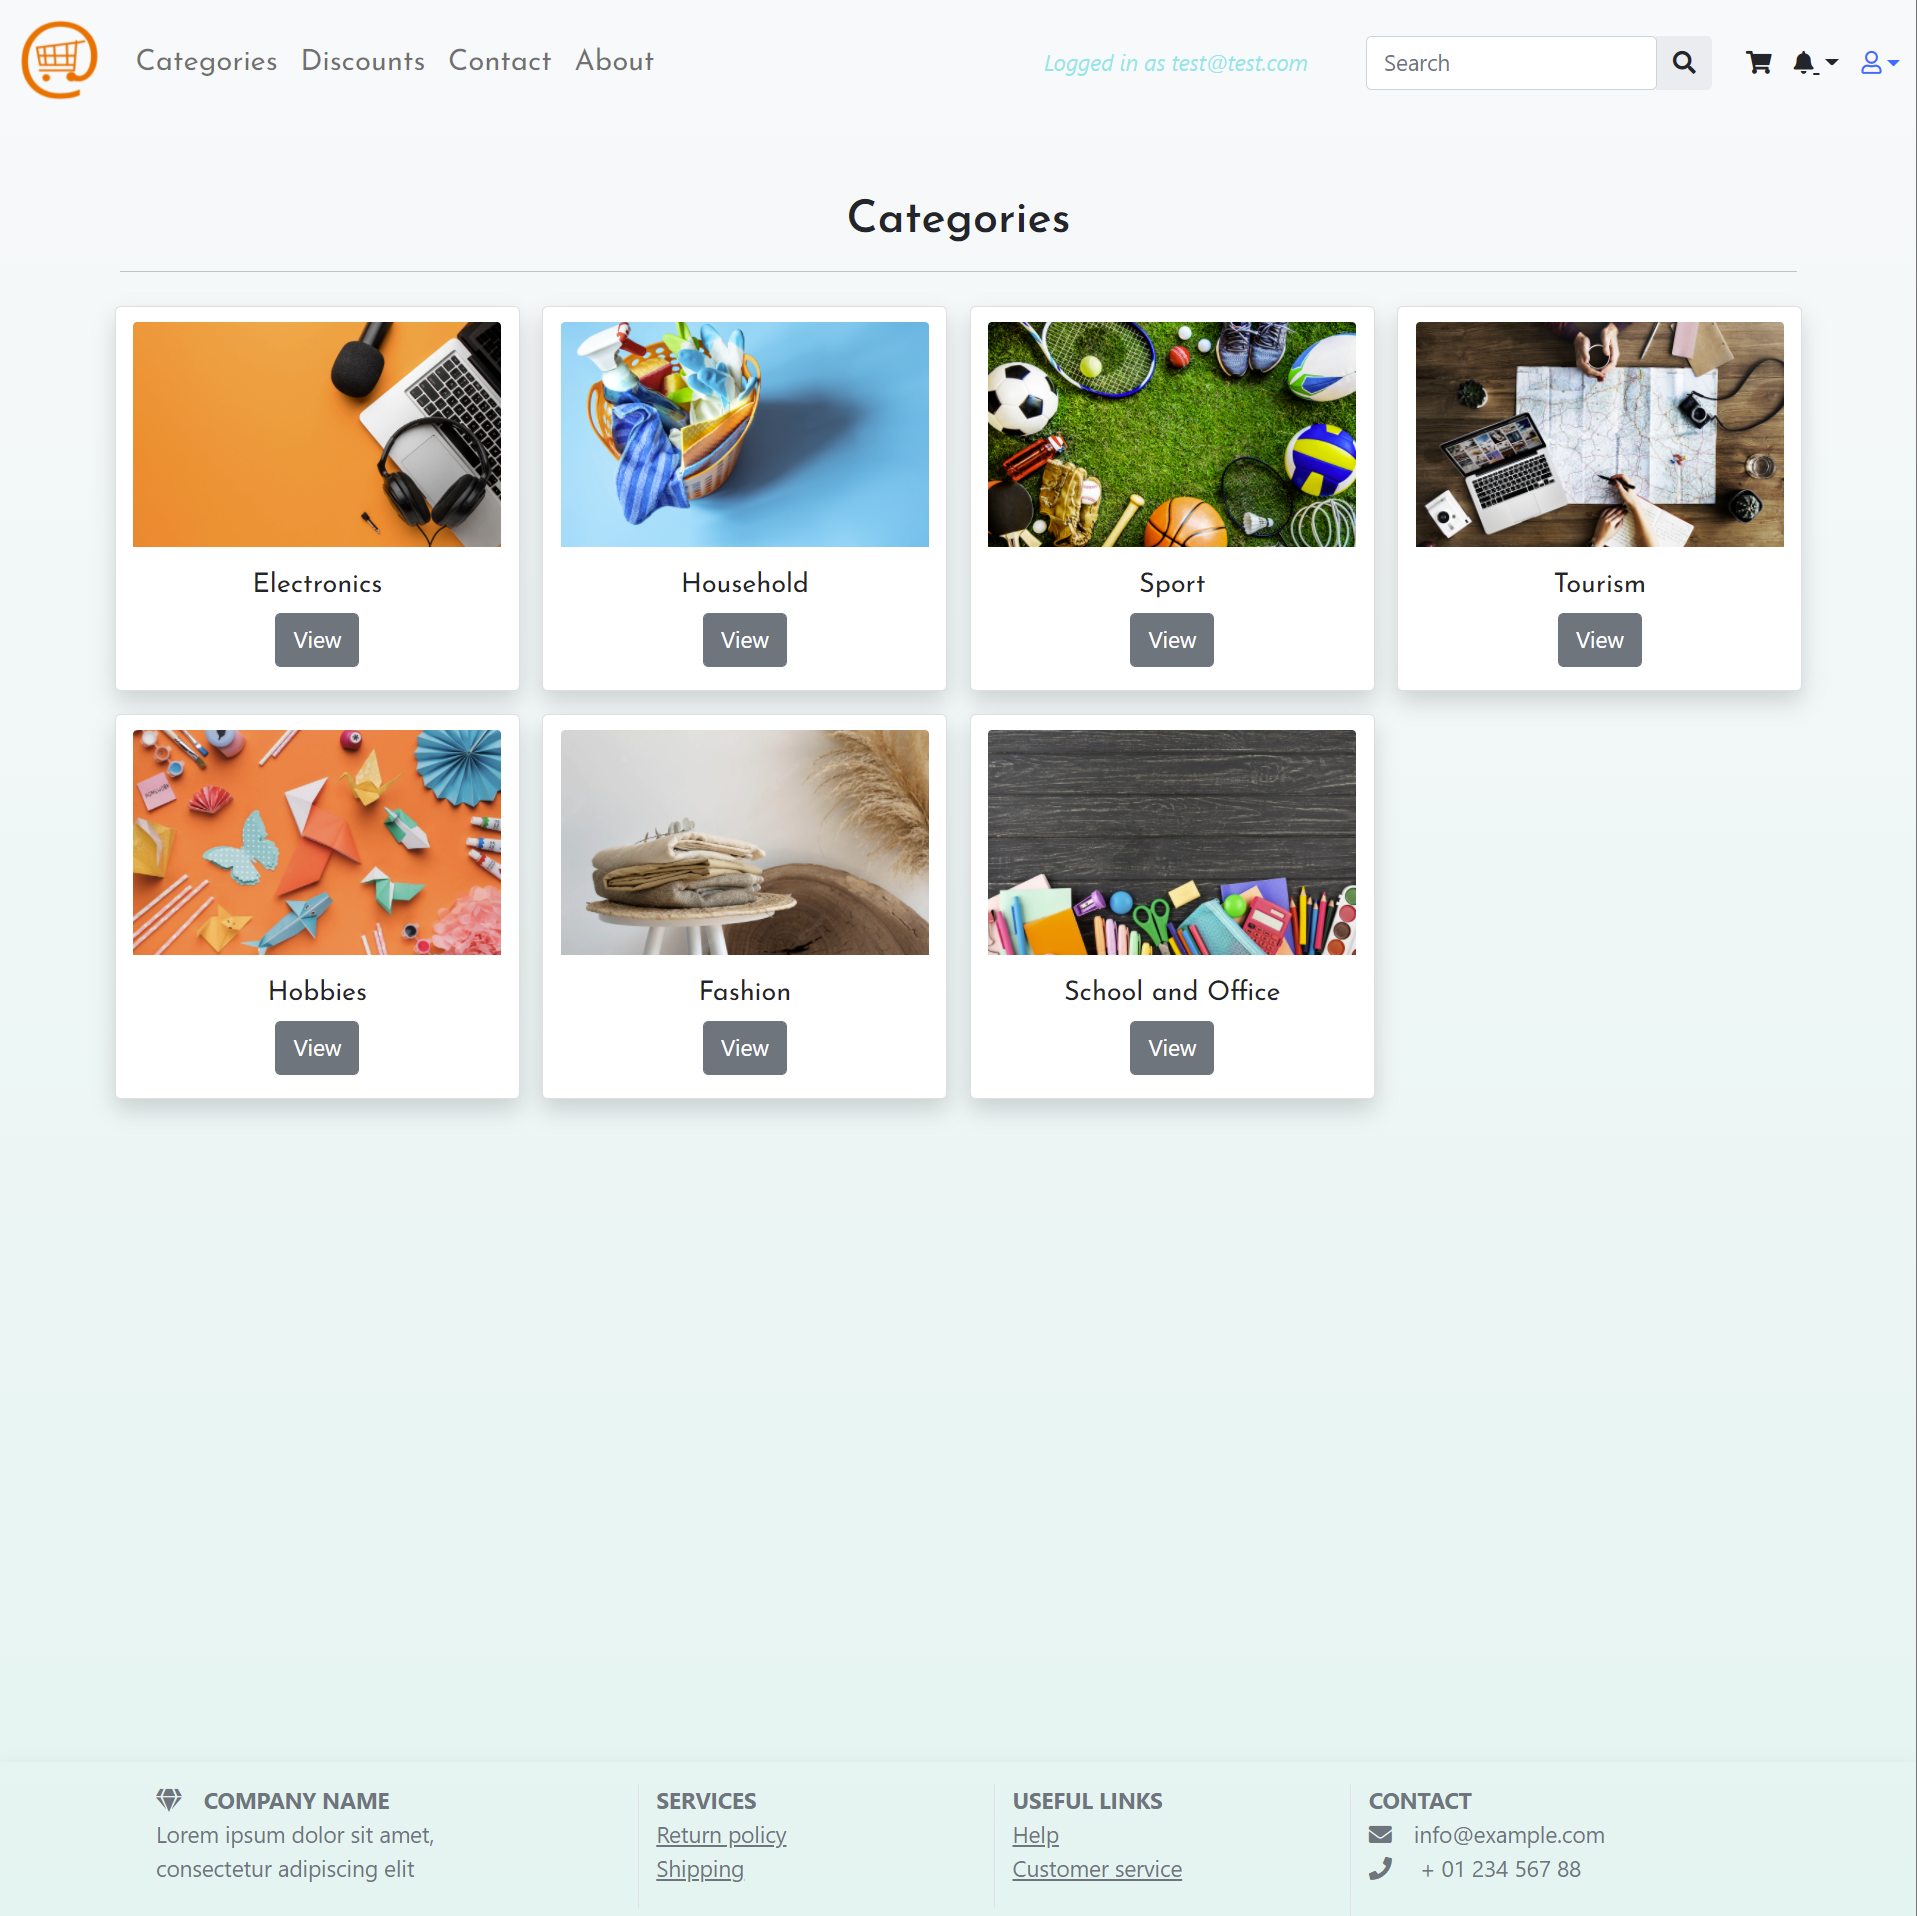 Categories Discounts Contact About Logged in as test@test.com Search
Categories
Electronics Household Sport Tourism
View View View View
Hobbies Fashion School and Office
View View View
COMPANY NAME SERVICES USEFUL LINKS CONTACT
Lorem ipsum dolor sit amet, Return policy Help info@example.com
consectetur adipiscing elit Shipping Customer service + 01 234 567 88